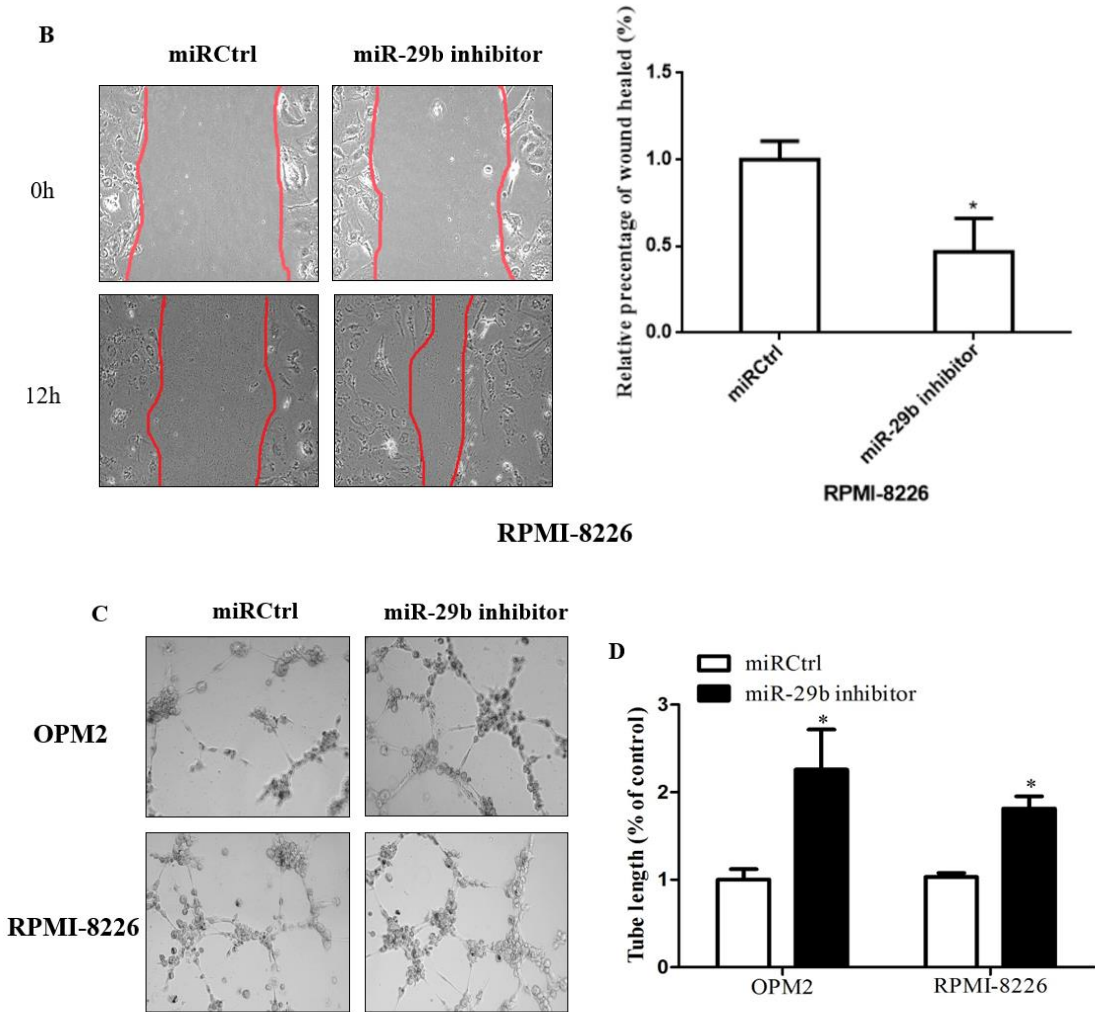 B
miRCtrl
miR-29b inhibitor
0h
12h
Relative precentage of wound healed (%)
1.5
1.0
0.5
0.0
*
miRCtrl
miR-29b inhibitor
RPMI-8226
RPMI-8226
C
miRCtrl
miR-29b inhibitor
OPM2
RPMI-8226
D
miRCtrl
miR-29b inhibitor
Tube length (% of control)
3
2
1
0
*
*
OPM2
RPMI-8226